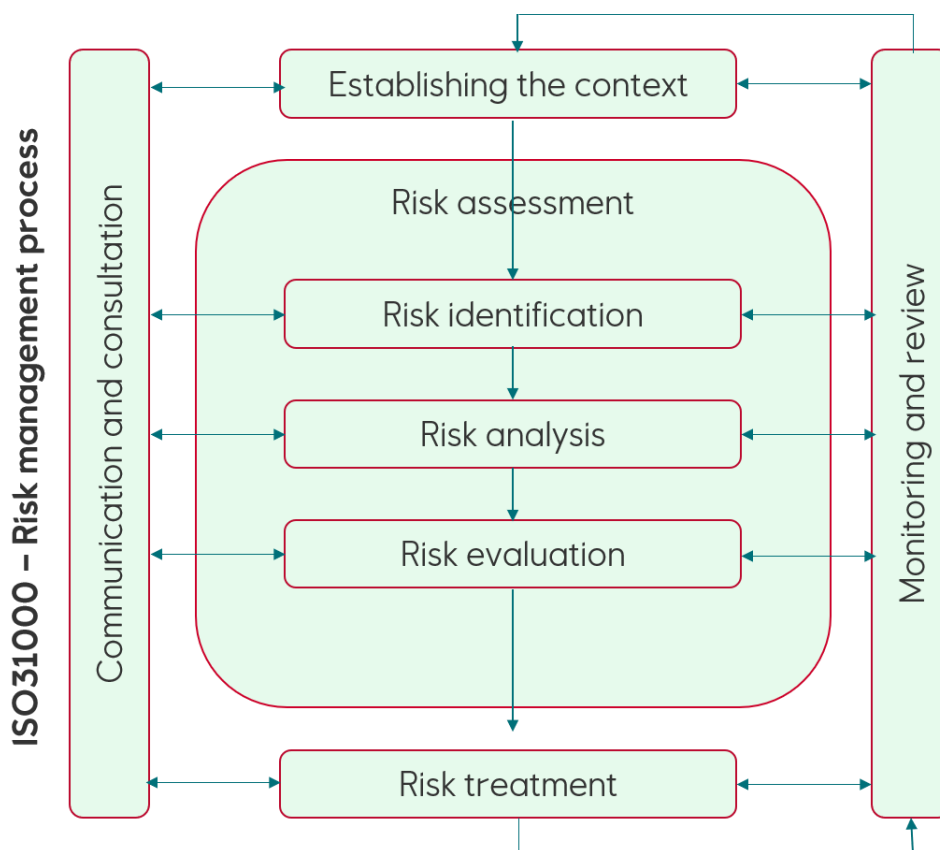 ISO31000 – Risk management process
Communication and consultation
Establishing the context
Risk assessment
Risk identification
Risk analysis
Risk evaluation
Risk treatment
Monitoring and review